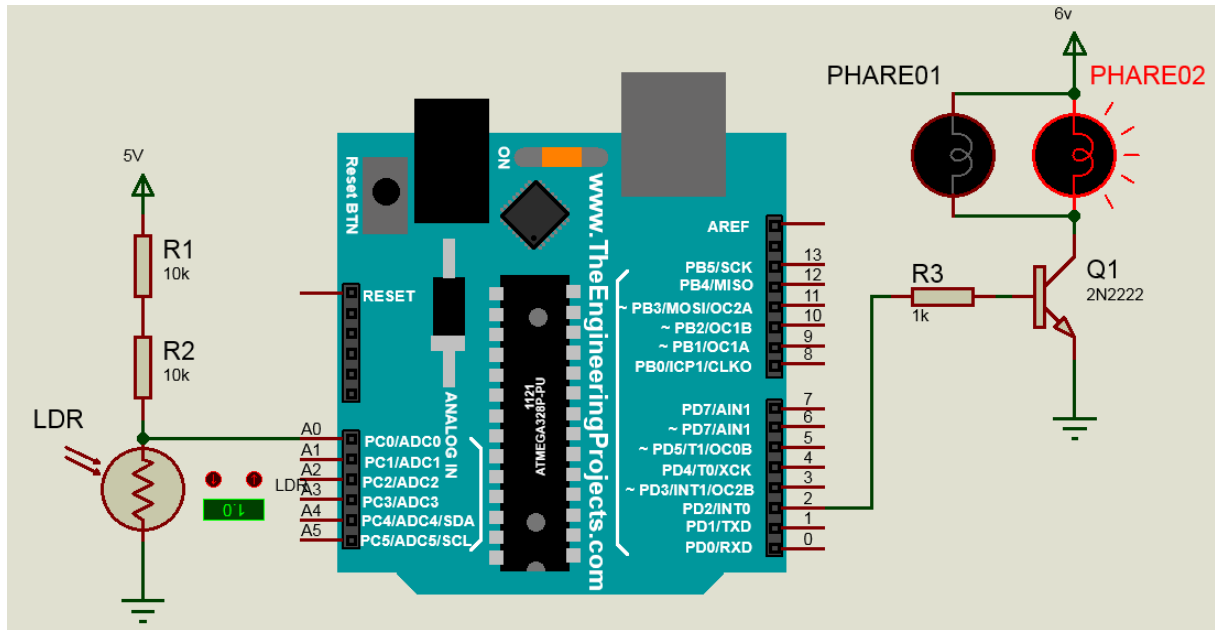 5V
R1
10k
R2
10k
LDR
LDR
1.0
Reset BTN
ON
www.TheEngineeringProjects.com
ANALOG IN
1121
ATMEGA328P-PU
RESET
A0 PC0/ADC0
A1 PC1/ADC1
A2 PC2/ADC2
A3 PC3/ADC3
A4 PC4/ADC4/SDA
A5 PC5/ADC5/SCL
AREF
PB5/SCK 13
PB4/MISO 12
~ PB3/MOSI/OC2A 11
~ PB2/OC1B 10
~ PB1/OC1A 9
PB0/ICP1/CLKO 8
PD7/AIN1 7
~ PD7/AIN1 6
~ PD5/T1/OC0B 5
PD4/T0/XCK 4
~ PD3/INT1/OC2B 3
PD2/INT0 2
PD1/TXD 1
PD0/RXD 0
6v
PHARE01
PHARE02
R3
1k
Q1
2N2222